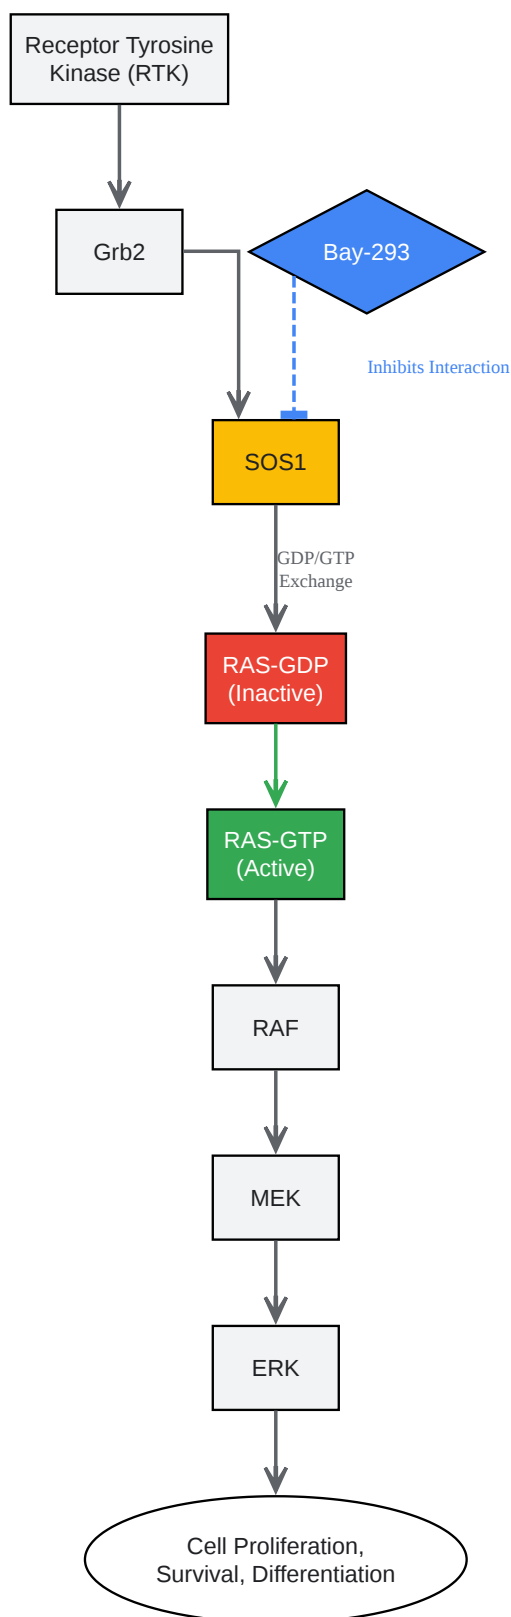 Receptor Tyrosine
Kinase (RTK)
Grb2
Bay-293
Inhibits Interaction
SOS1
GDP/GTP
Exchange
RAS-GDP
(Inactive)
RAS-GTP
(Active)
RAF
MEK
ERK
Cell Proliferation,
Survival, Differentiation